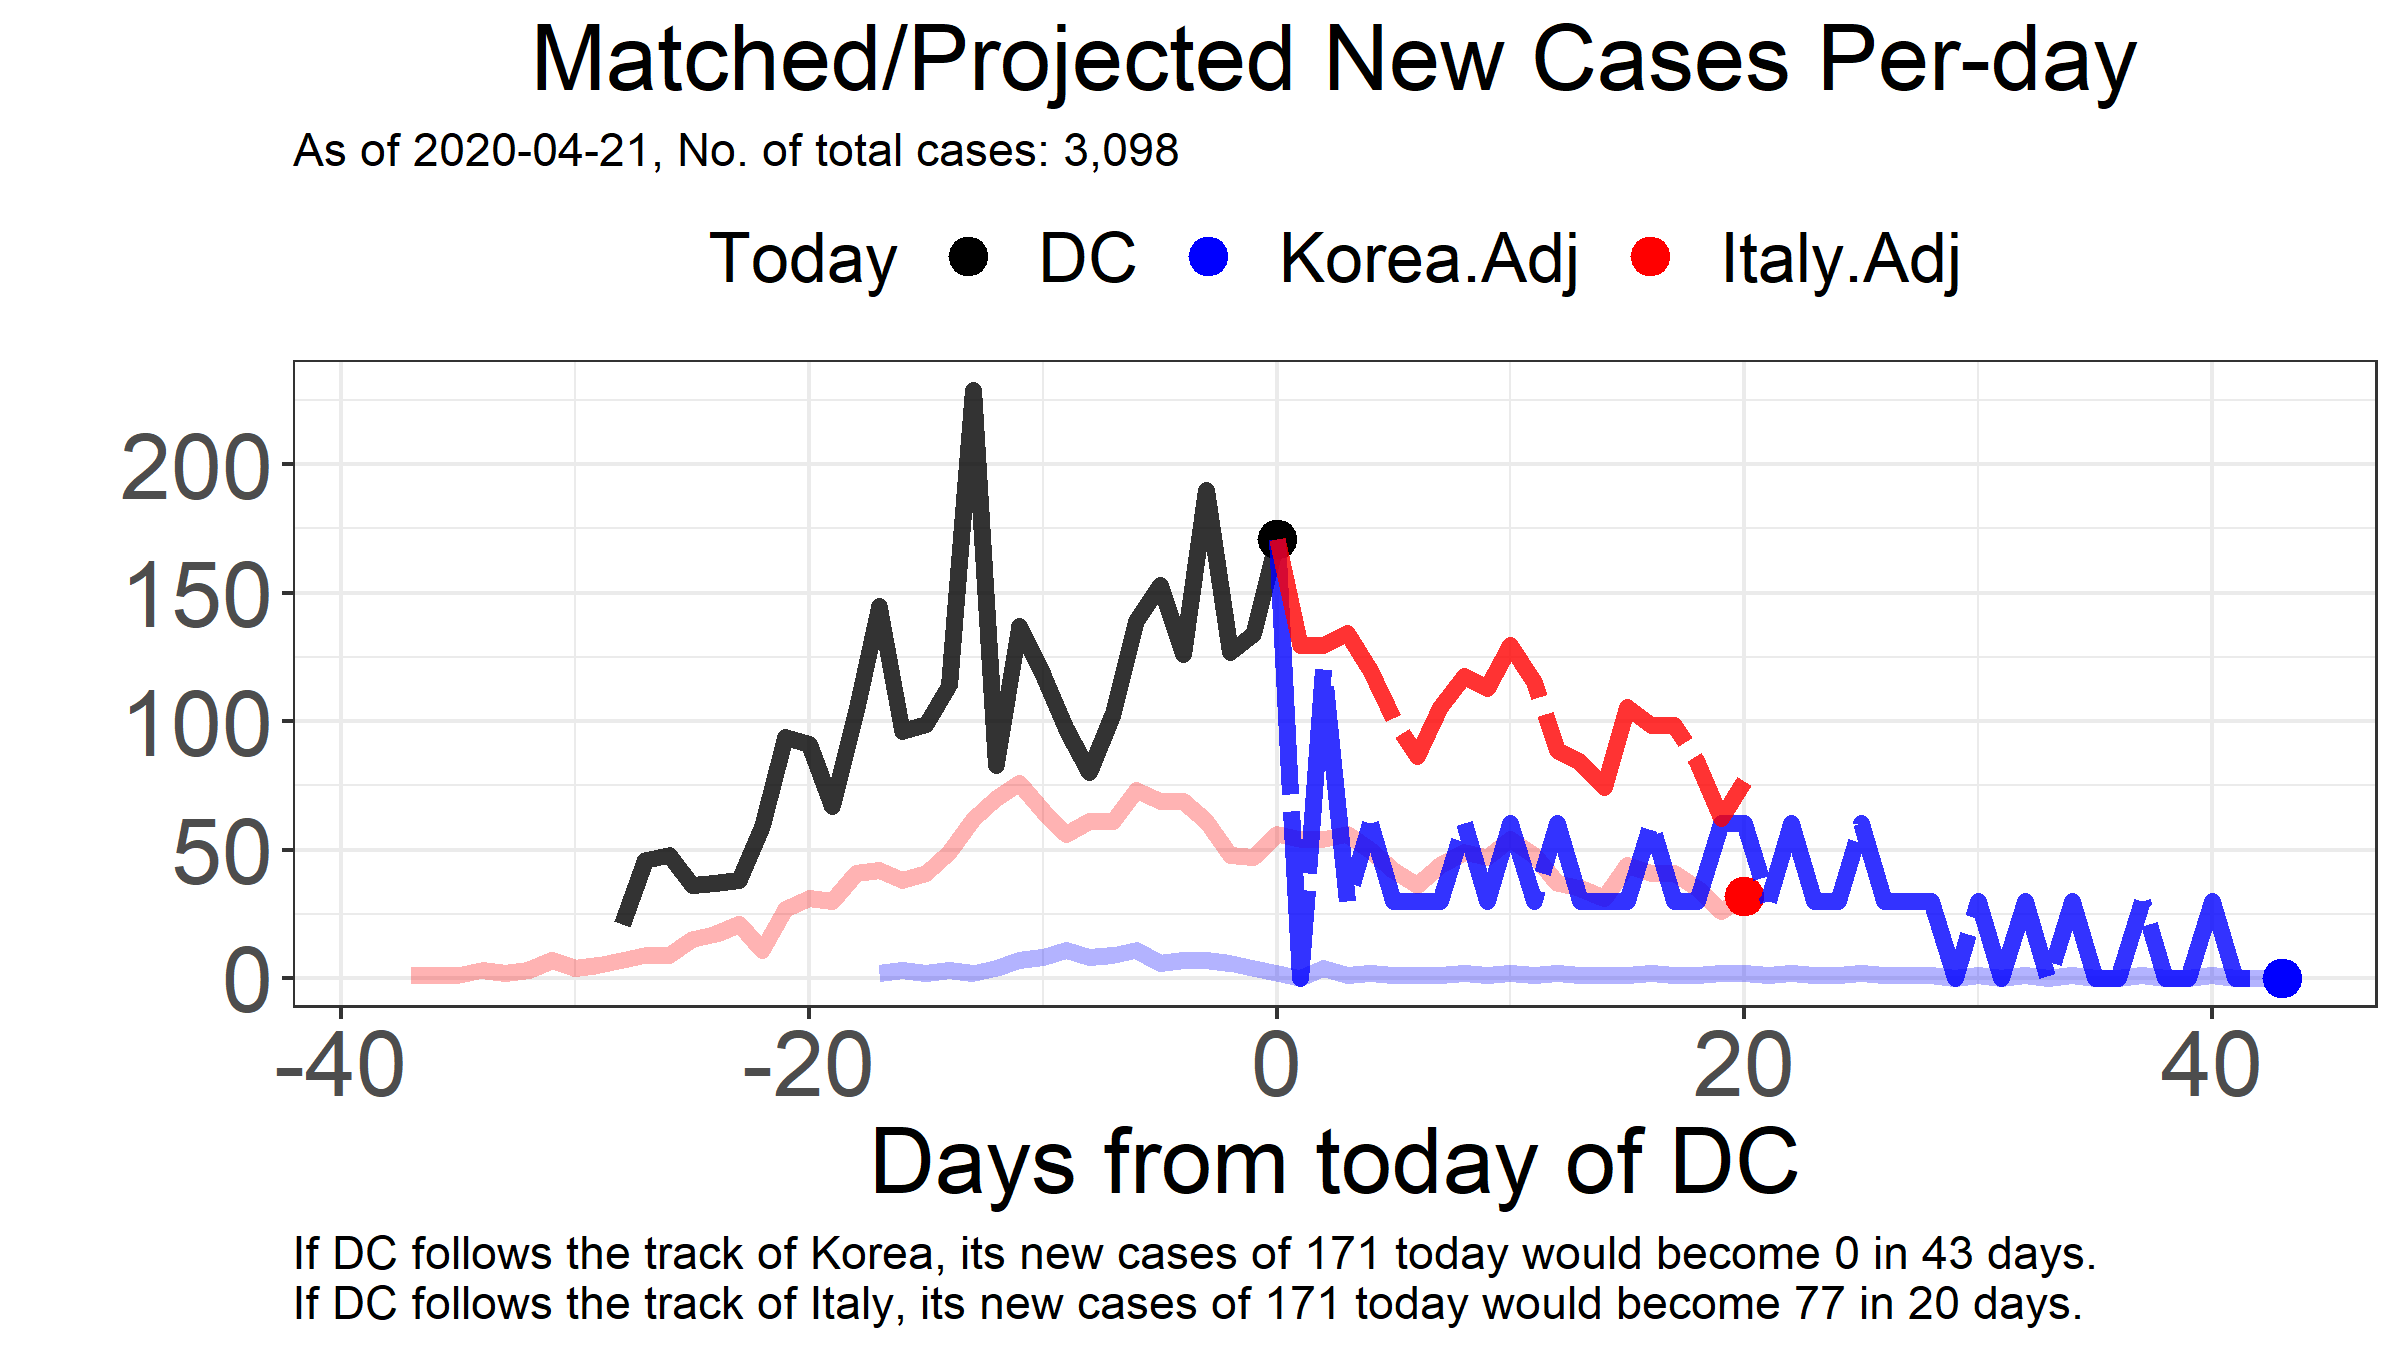 Matched/Projected New Cases Per-day
As of 2020-04-21, No. of total cases: 3,098
Today DC Korea.Adj Italy.Adj
200
150
100
50
0
-40 -20 0 20 40
Days from today of DC
If DC follows the track of Korea, its new cases of 171 today would become 0 in 43 days.
If DC follows the track of Italy, its new cases of 171 today would become 77 in 20 days.